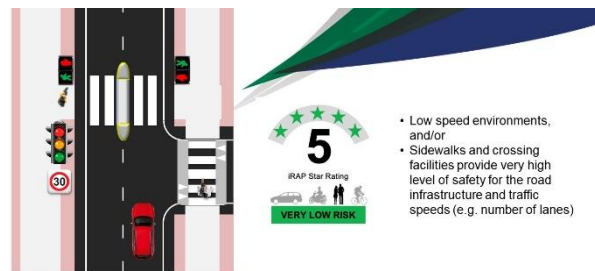 30
5
iRAP Star Rating
VERY LOW RISK
• Low speed environments,
and/or
• Sidewalks and crossing
facilities provide very high
level of safety for the road
infrastructure and traffic
speeds (e.g. number of lanes)